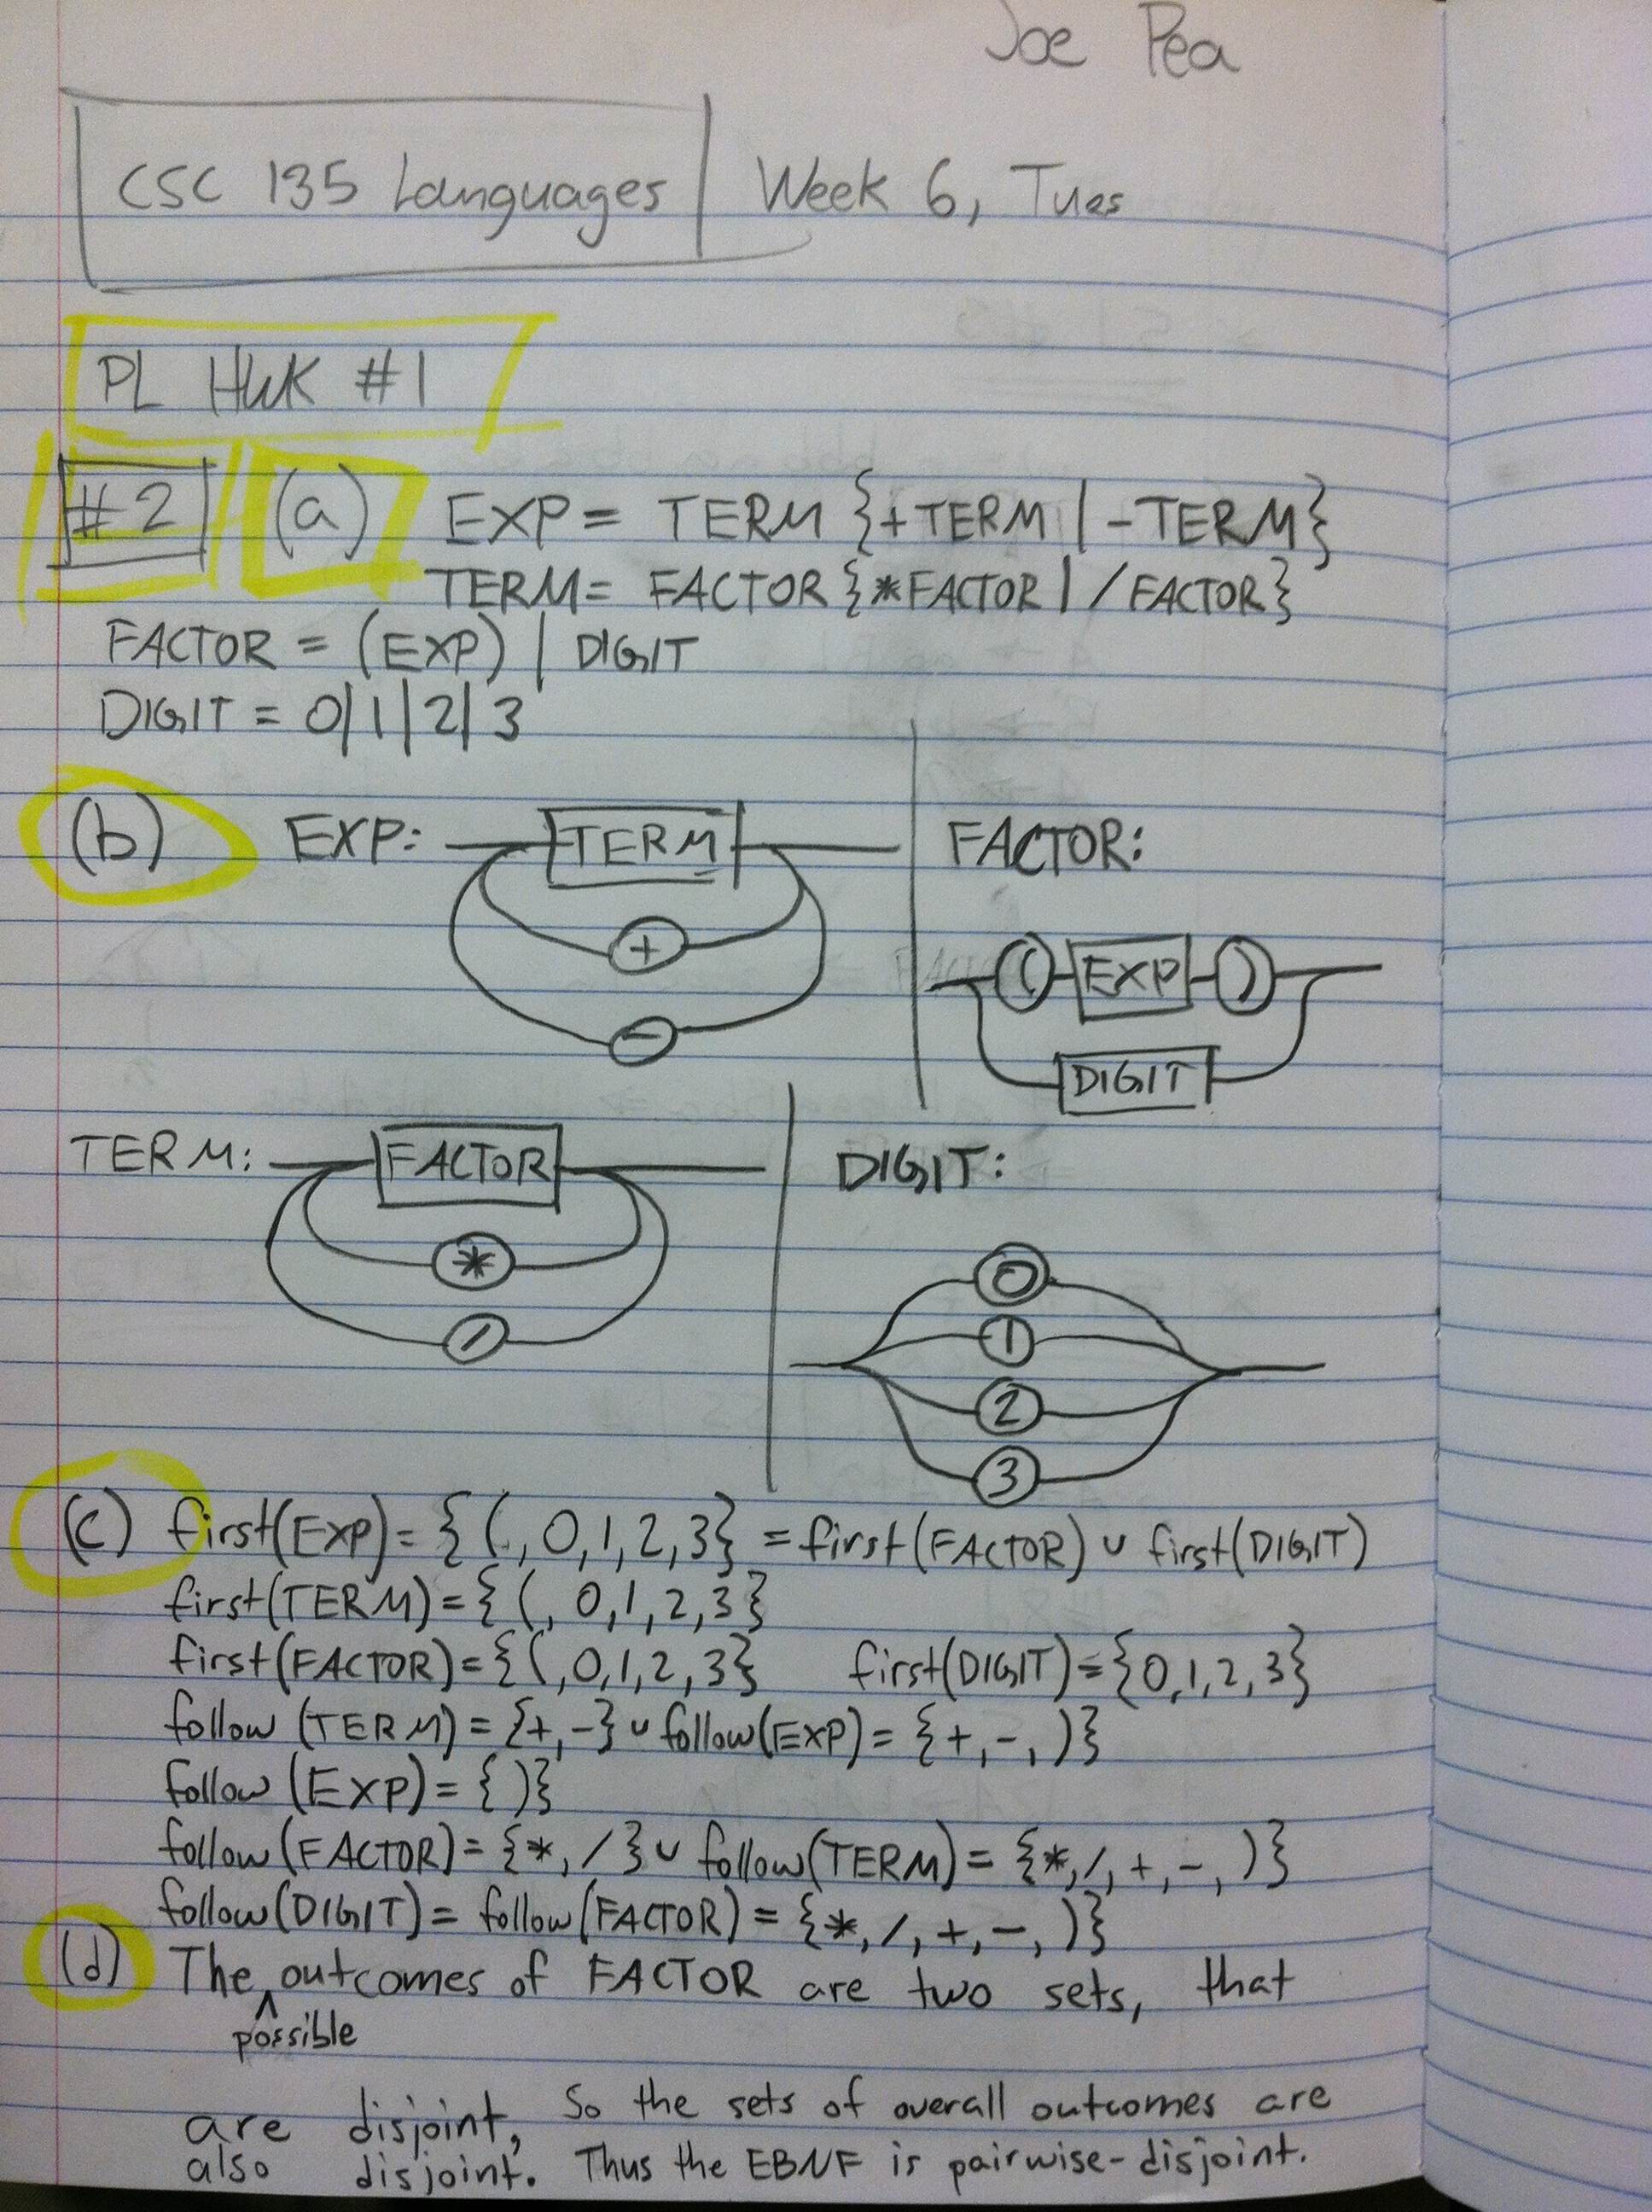 Joe Pea
CSC 135 Languages | Week 6, Tues
PL HWK #1
#2 (a) EXP = TERM {+TERM | -TERM}
TERM = FACTOR {*FACTOR | /FACTOR}
FACTOR = (EXP) | DIGIT
DIGIT = 0|1|2|3
(b) EXP: TERM
+
-
FACTOR:
( EXP )
DIGIT
TERM: FACTOR
*
/
DIGIT:
0
1
2
3
(c) first(EXP) = {(, 0,1,2,3} = first(FACTOR) ∪ first(DIGIT)
first(TERM) = {(, 0,1,2,3}
first(FACTOR) = {(,0,1,2,3} first(DIGIT) = {0,1,2,3}
follow (TERM) = {+,-} ∪ follow(EXP) = {+,-,)}
follow (EXP) = {)}
follow(FACTOR) = {*, /} ∪ follow(TERM) = {*,/,+,-,)}
follow(DIGIT) = follow(FACTOR) = {*,/,+,-,)}
(d) The outcomes of FACTOR are two sets, that
^
possible
are disjoint, So the sets of overall outcomes are
also disjoint. Thus the EBNF is pairwise-disjoint.